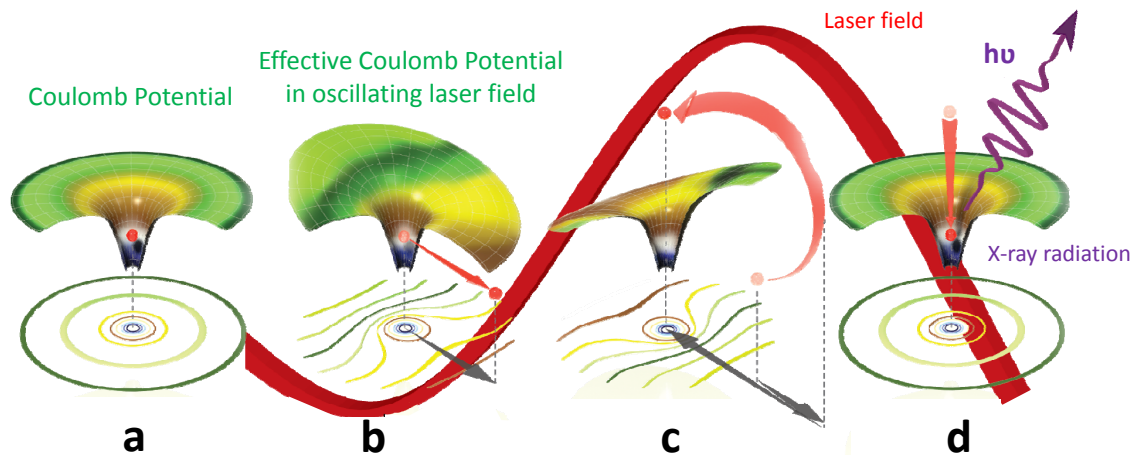 Laser field
hυ
Effective Coulomb Potential
in oscillating laser field
Coulomb Potential
X-ray radiation
a
b
c
d